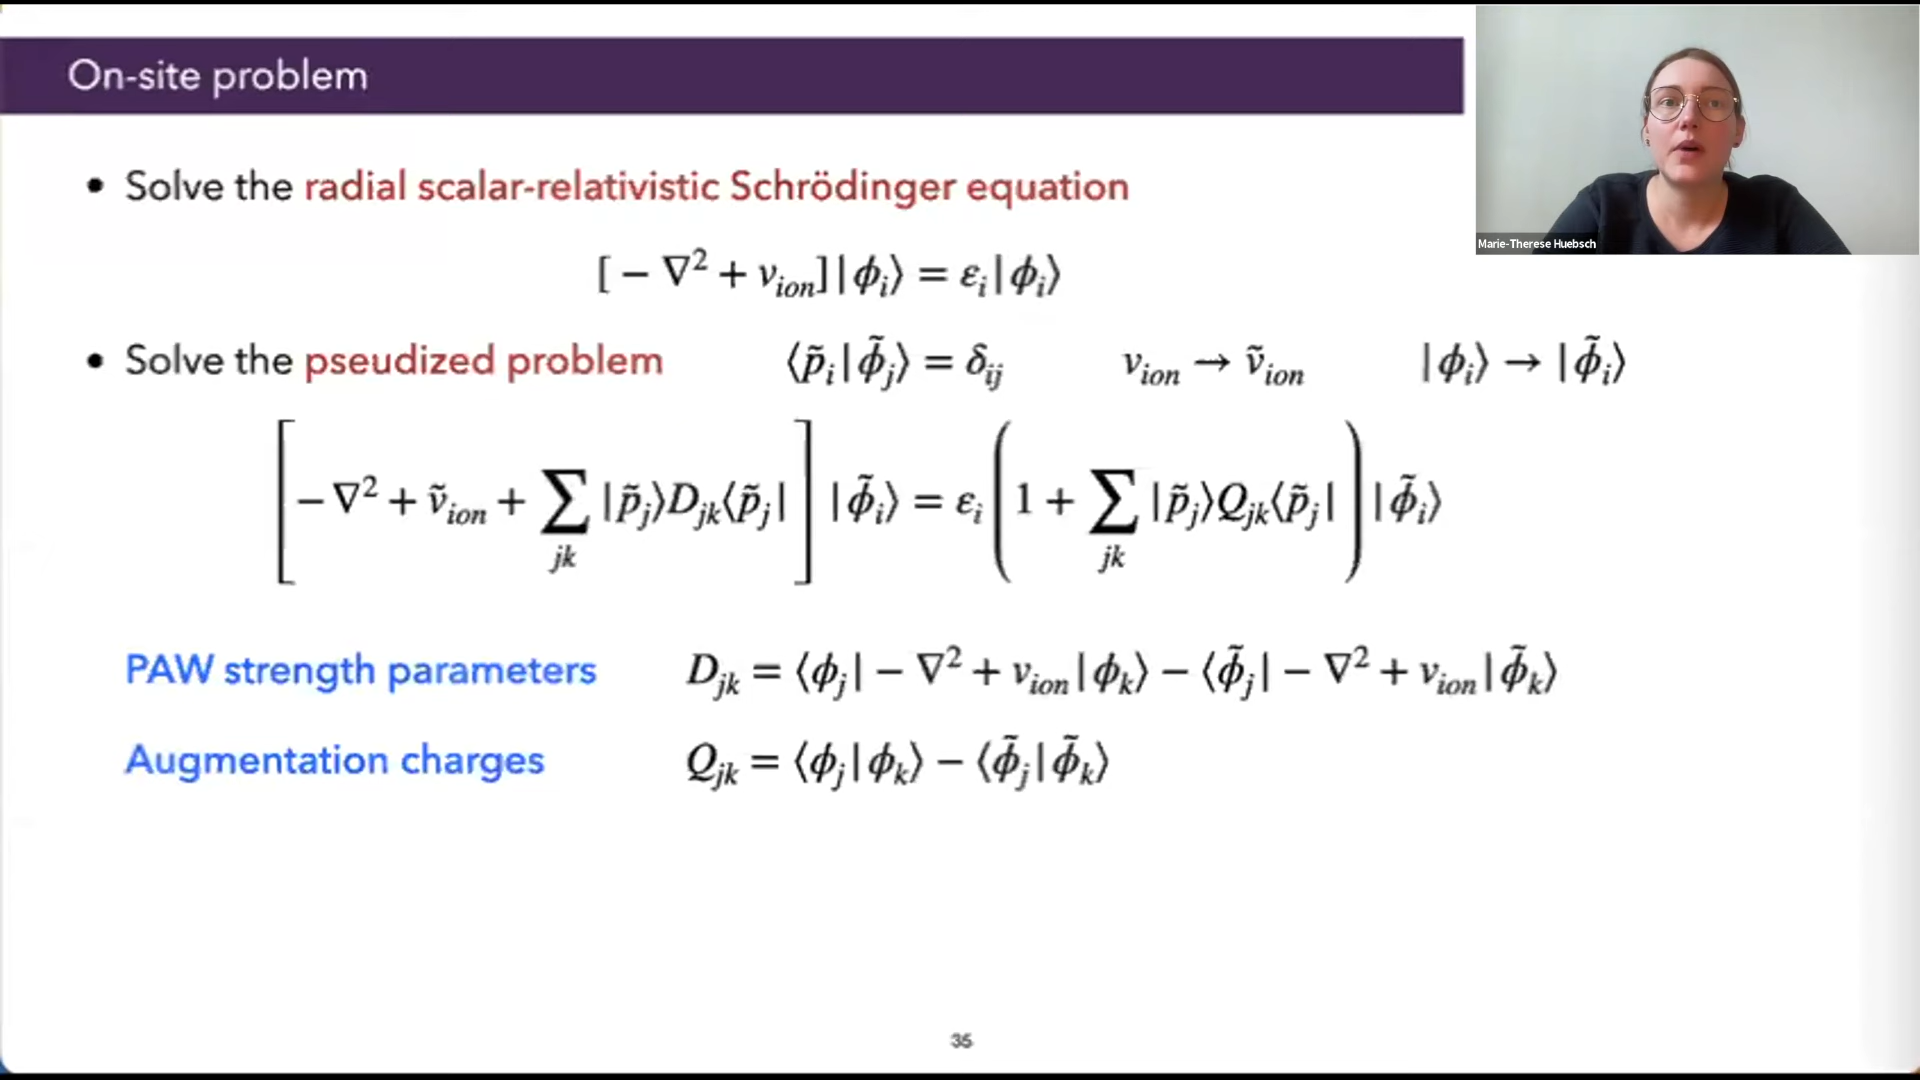 On-site problem
Marie-Therese Huebsch
• Solve the radial scalar-relativistic Schrödinger equation
[ − ∇² + v_ion ] | ϕ_i⟩ = ε_i | ϕ_i⟩
• Solve the pseudized problem ⟨p̃_i | ϕ̃_j⟩ = δ_ij v_ion → ṽ_ion | ϕ_i⟩ → | ϕ̃_i⟩
[ − ∇² + ṽ_ion + ∑_jk | p̃_j⟩D_jk⟨p̃_j | ] | ϕ̃_i⟩ = ε_i ( 1 + ∑_jk | p̃_j⟩Q_jk⟨p̃_j | ) | ϕ̃_i⟩
PAW strength parameters D_jk = ⟨ϕ_j | − ∇² + v_ion | ϕ_k⟩ − ⟨ϕ̃_j | − ∇² + v_ion | ϕ̃_k⟩
Augmentation charges Q_jk = ⟨ϕ_j | ϕ_k⟩ − ⟨ϕ̃_j | ϕ̃_k⟩
35